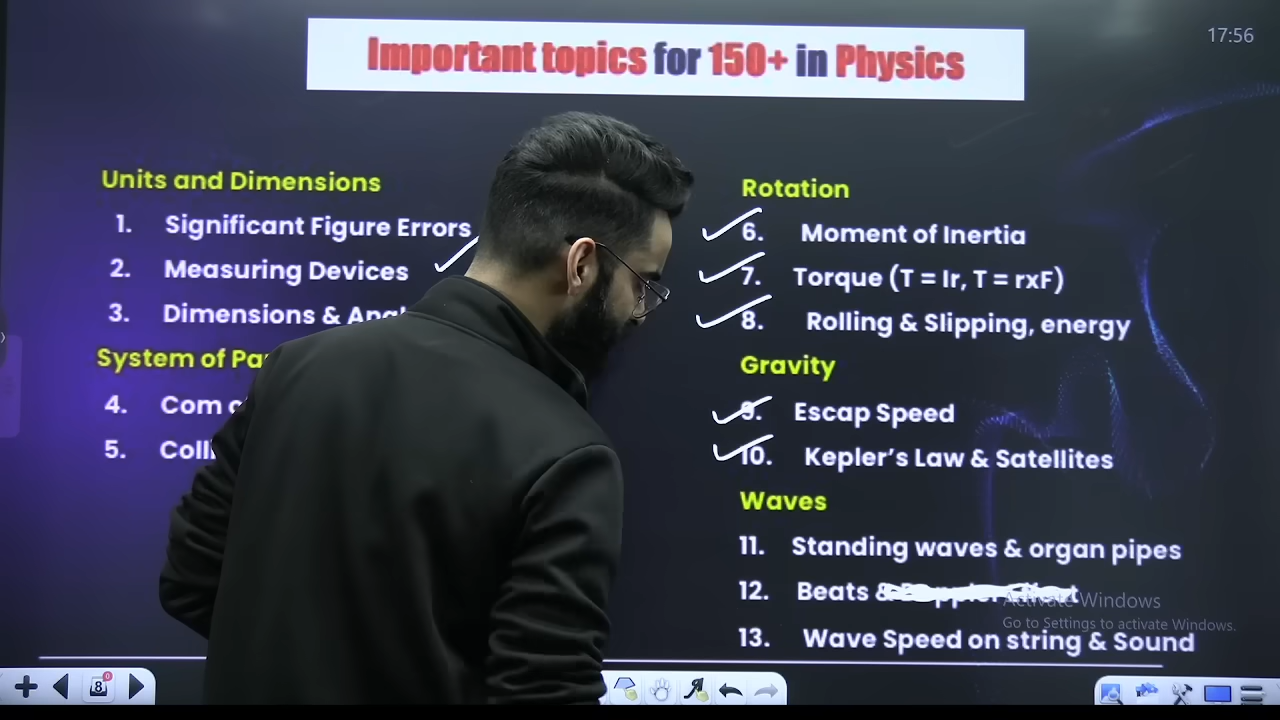 Important topics for 150+ in Physics
17:56
Units and Dimensions
1. Significant Figure Errors
2. Measuring Devices
3. Dimensions &
System of
4. Com
5.
Rotation
6. Moment of Inertia
7. Torque (T = Ir, T = rxF)
8. Rolling & Slipping, energy
Gravity
9. Escap Speed
10. Kepler's Law & Satellites
Waves
11. Standing waves & organ pipes
12. Beats &
13. Wave Speed on string & Sound
Activate Windows
Go to Settings to activate Windows.
8
0